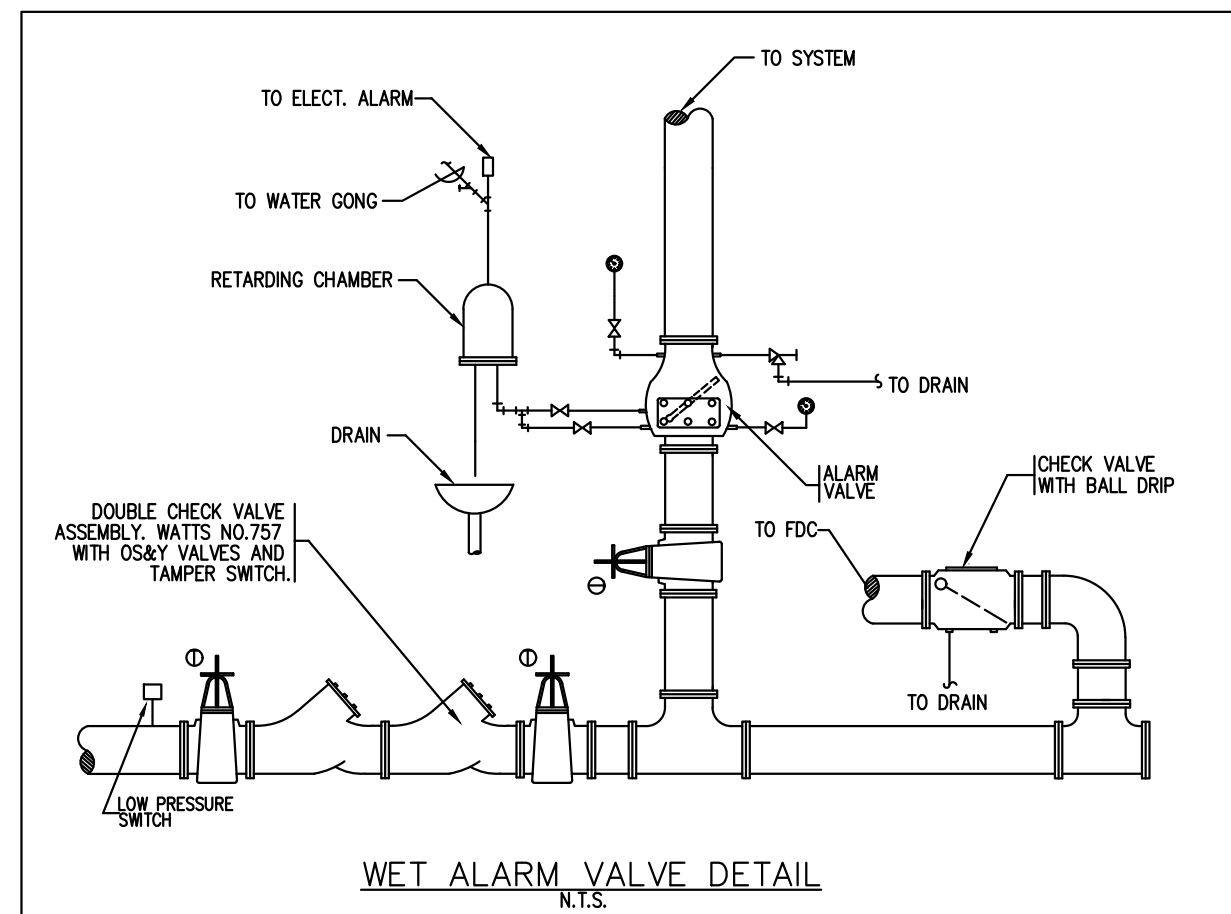 TO SYSTEM
TO ELECT. ALARM
TO WATER GONG
RETARDING CHAMBER
TO DRAIN
DRAIN
ALARM
VALVE
CHECK VALVE
WITH BALL DRIP
DOUBLE CHECK VALVE
ASSEMBLY. WATTS NO.757
WITH OS&Y VALVES AND
TAMPER SWITCH.
TO FDC
TO DRAIN
LOW PRESSURE
SWITCH
WET ALARM VALVE DETAIL
N.T.S.